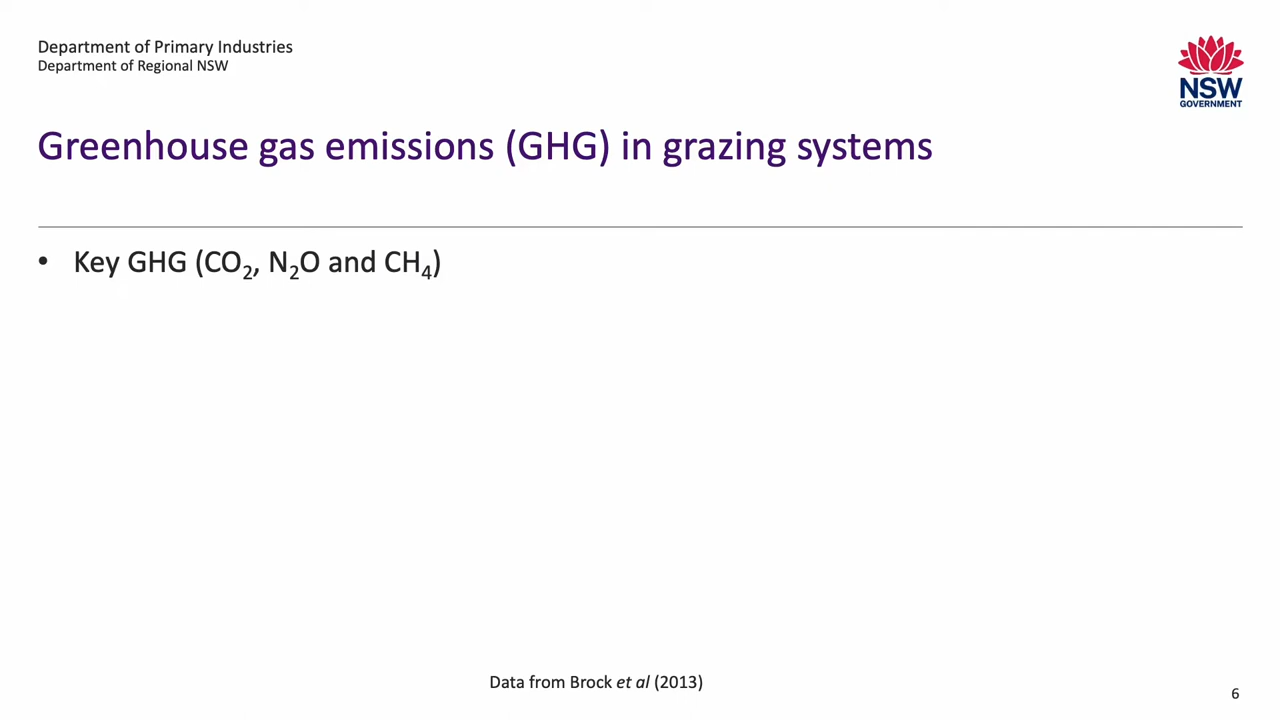 Department of Primary Industries
Department of Regional NSW
NSW
GOVERNMENT
Greenhouse gas emissions (GHG) in grazing systems
• Key GHG (CO₂, N₂O and CH₄)
Data from Brock et al (2013)
6